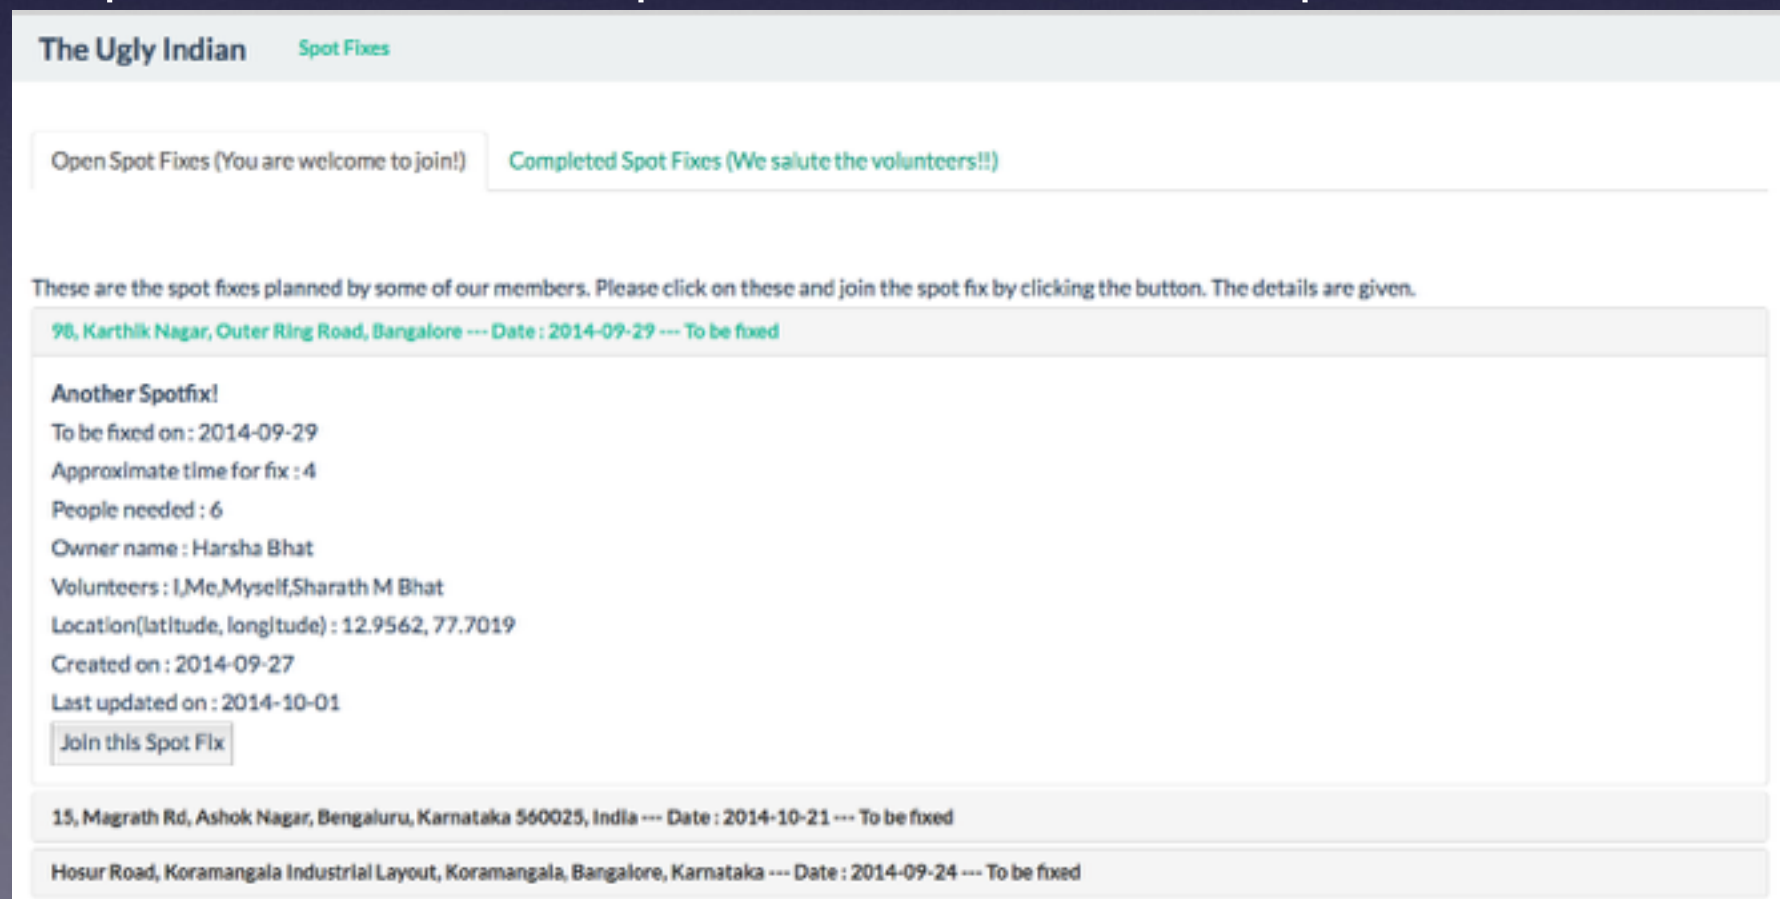 The Ugly Indian Spot Fixes
Open Spot Fixes (You are welcome to join!) Completed Spot Fixes (We salute the volunteers!!)
These are the spot fixes planned by some of our members. Please click on these and join the spot fix by clicking the button. The details are given.
98, Karthik Nagar, Outer Ring Road, Bangalore --- Date : 2014-09-29 --- To be fixed
Another Spotfix!
To be fixed on : 2014-09-29
Approximate time for fix : 4
People needed : 6
Owner name : Harsha Bhat
Volunteers : I,Me,Myself,Sharath M Bhat
Location(latitude, longitude) : 12.9562, 77.7019
Created on : 2014-09-27
Last updated on : 2014-10-01
Join this Spot Fix
15, Magrath Rd, Ashok Nagar, Bengaluru, Karnataka 560025, India --- Date : 2014-10-21 --- To be fixed
Hosur Road, Koramangala Industrial Layout, Koramangala, Bangalore, Karnataka --- Date : 2014-09-24 --- To be fixed